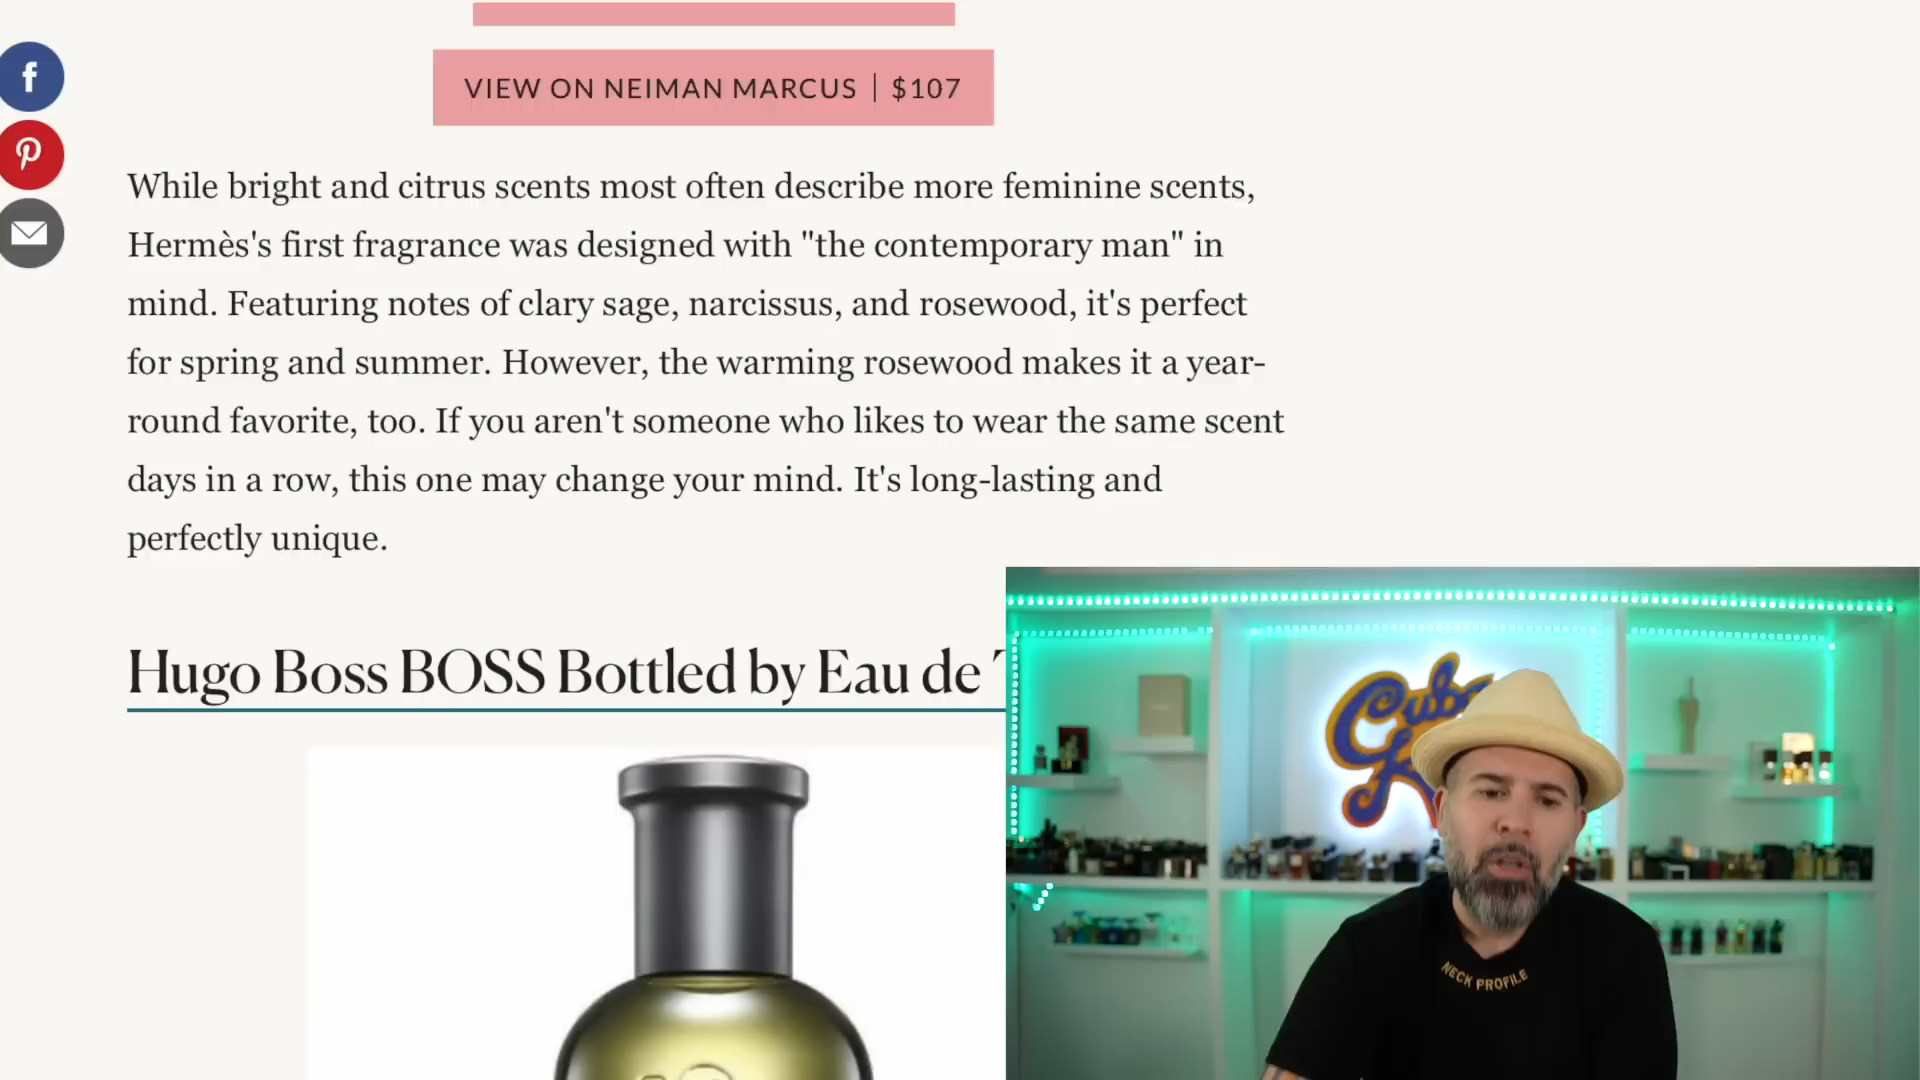 VIEW ON NEIMAN MARCUS | $107
While bright and citrus scents most often describe more feminine scents,
Hermès's first fragrance was designed with "the contemporary man" in
mind. Featuring notes of clary sage, narcissus, and rosewood, it's perfect
for spring and summer. However, the warming rosewood makes it a year-
round favorite, too. If you aren't someone who likes to wear the same scent
days in a row, this one may change your mind. It's long-lasting and
perfectly unique.
Hugo Boss BOSS Bottled by Eau de
NECK PROFILE